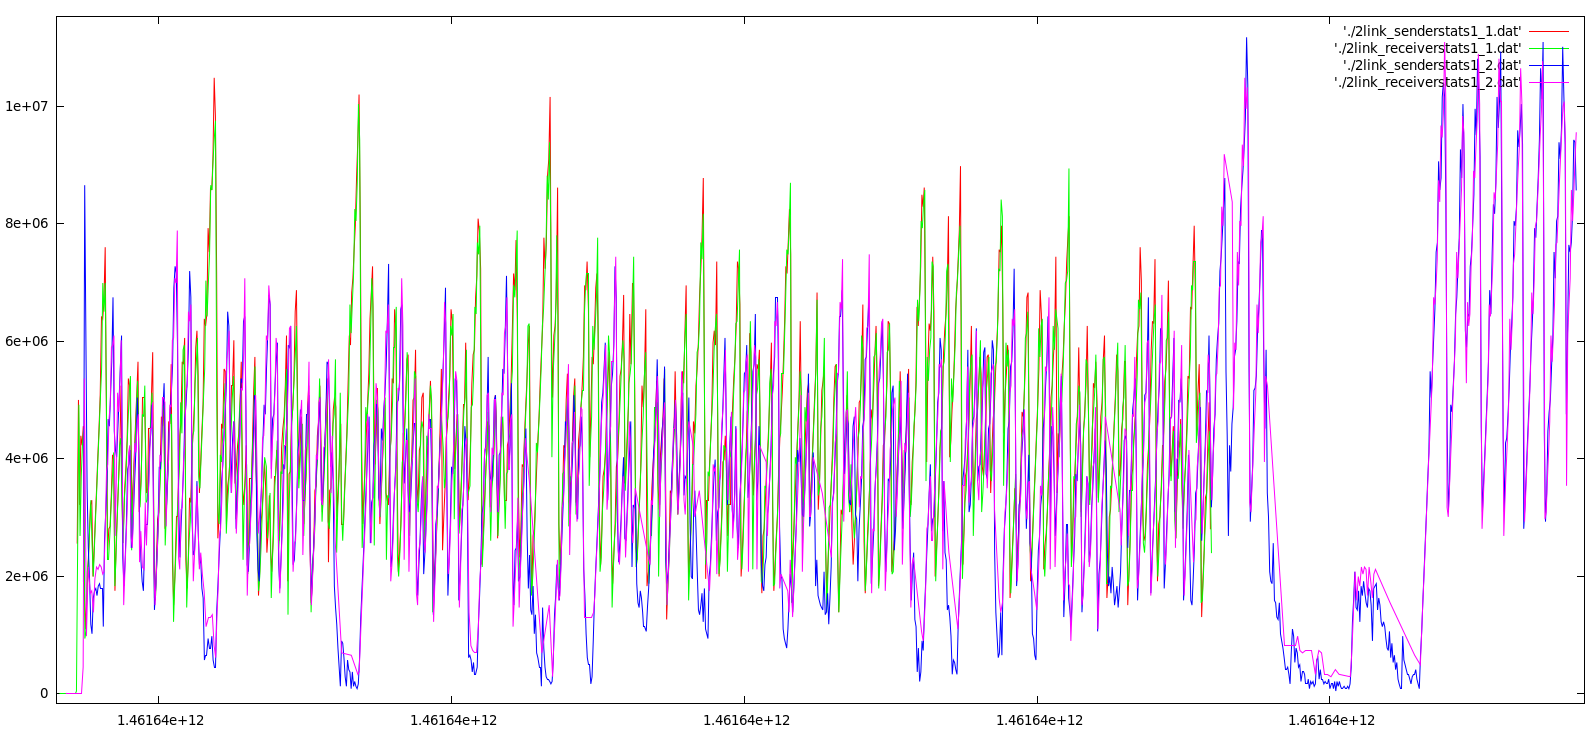 './2link_senderstats1_1.dat'
'./2link_receiverstats1_1.dat'
'./2link_senderstats1_2.dat'
'./2link_receiverstats1_2.dat'
1e+07
8e+06
6e+06
4e+06
2e+06
0
1.46164e+12 1.46164e+12 1.46164e+12 1.46164e+12 1.46164e+12